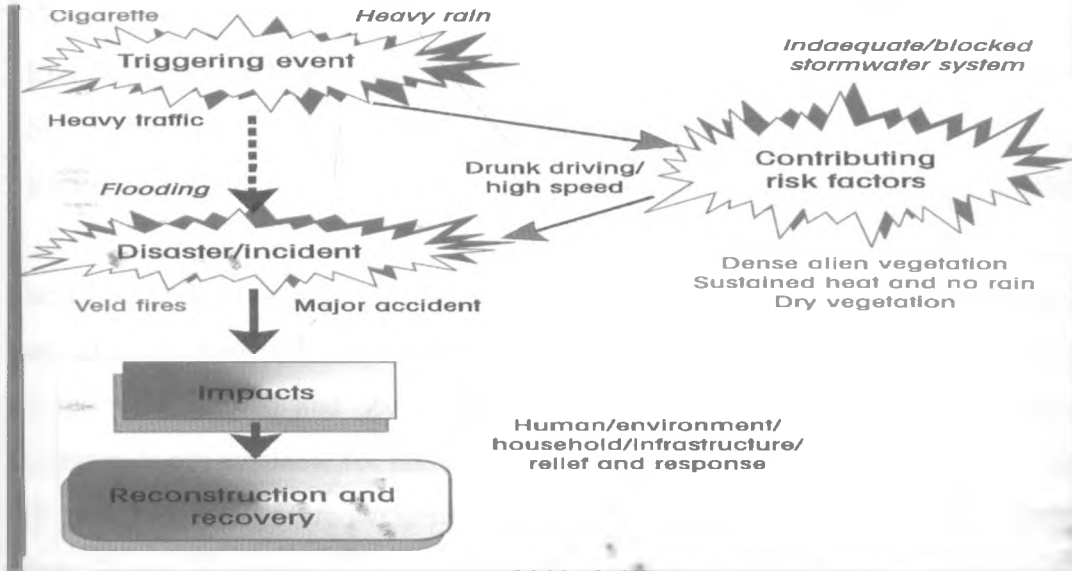 Cigarette
Heavy rain
Triggering event
Heavy traffic
Indaequate/blocked
stormwater system
Contributing
risk factors
Drunk driving/
high speed
Flooding
Disaster/incident
Veld fires
Major accident
Dense alien vegetation
Sustained heat and no rain
Dry vegetation
Impacts
Human/environment/
household/infrastructure/
relief and response
Reconstruction and
recovery